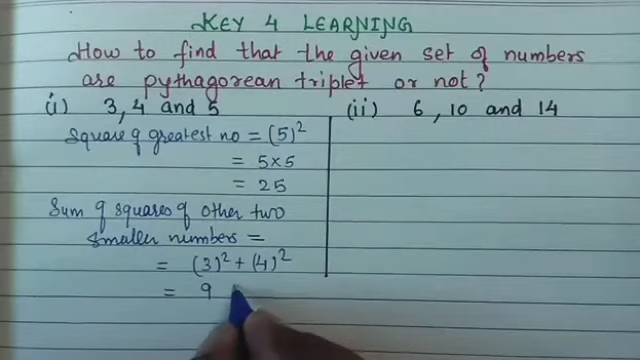 KEY 4 LEARNING
How to find that the given set of numbers
are pythagorean triplet or not?
(i) 3, 4 and 5
Square of greatest no = (5)²
= 5×5
= 25
Sum of squares of other two
smaller numbers =
= (3)² + (4)²
= 9
(ii) 6, 10 and 14